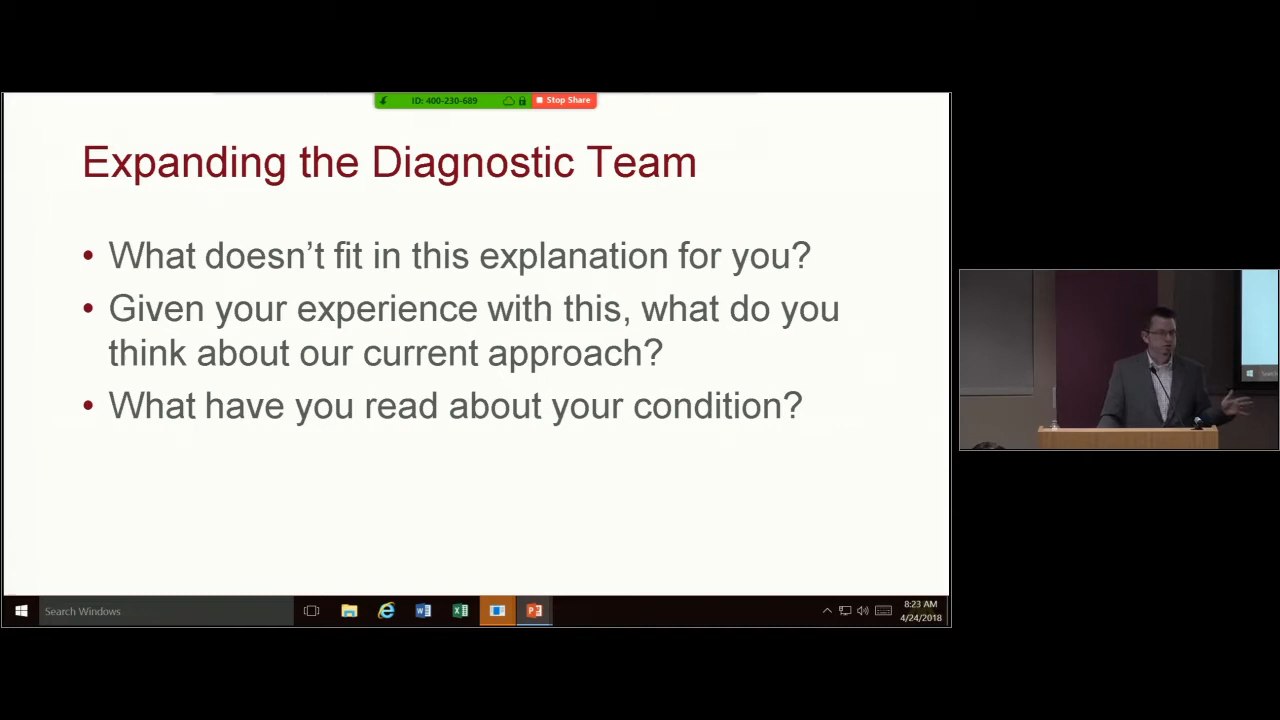 ID: 400-230-689
Stop Share
Expanding the Diagnostic Team
• What doesn’t fit in this explanation for you?
• Given your experience with this, what do you
think about our current approach?
• What have you read about your condition?
Search Windows
8:23 AM
4/24/2018